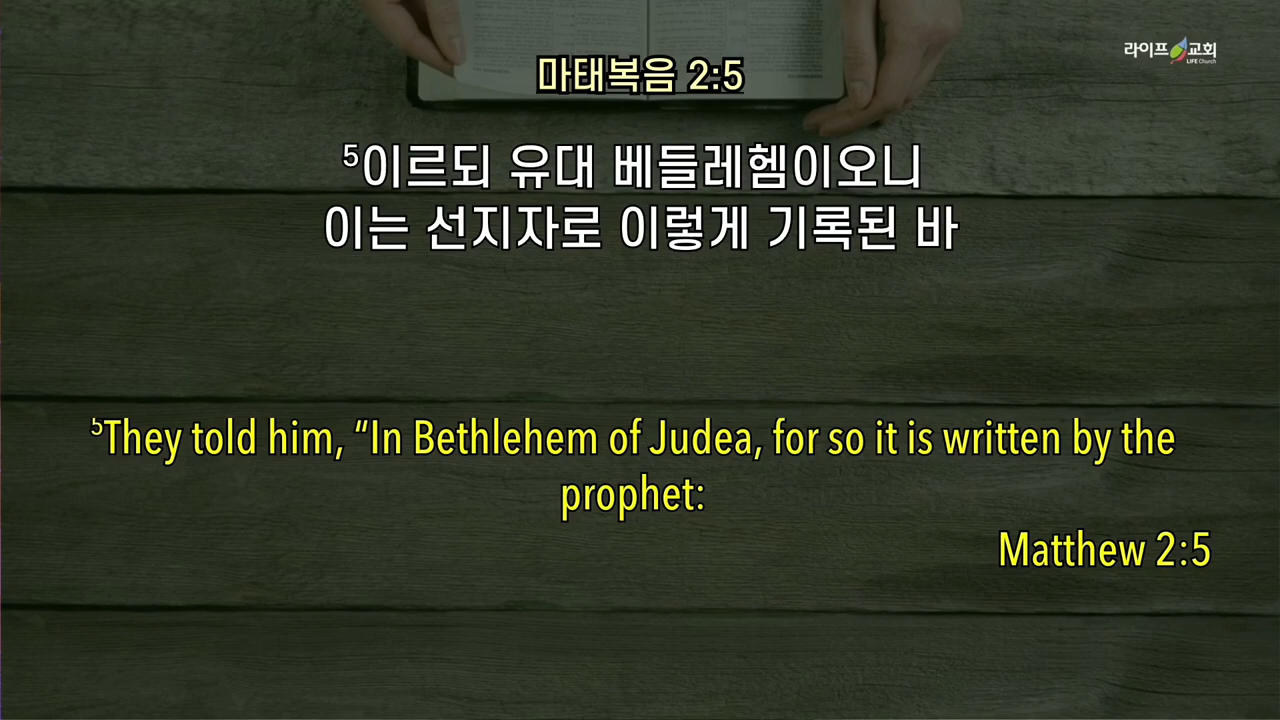 라이프교회
LIFE Church
마태복음 2:5
⁵이르되 유대 베들레헴이오니
이는 선지자로 이렇게 기록된 바
⁵They told him, “In Bethlehem of Judea, for so it is written by the
prophet:
Matthew 2:5